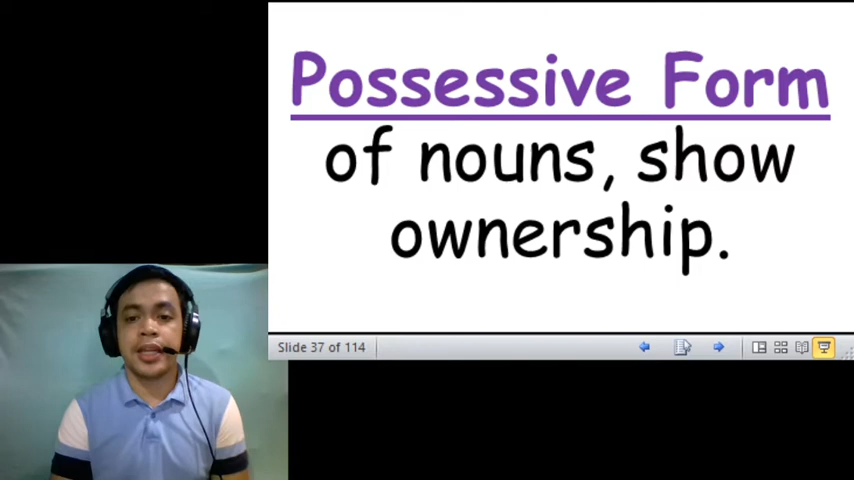 Possessive Form
of nouns, show
ownership.
Slide 37 of 114